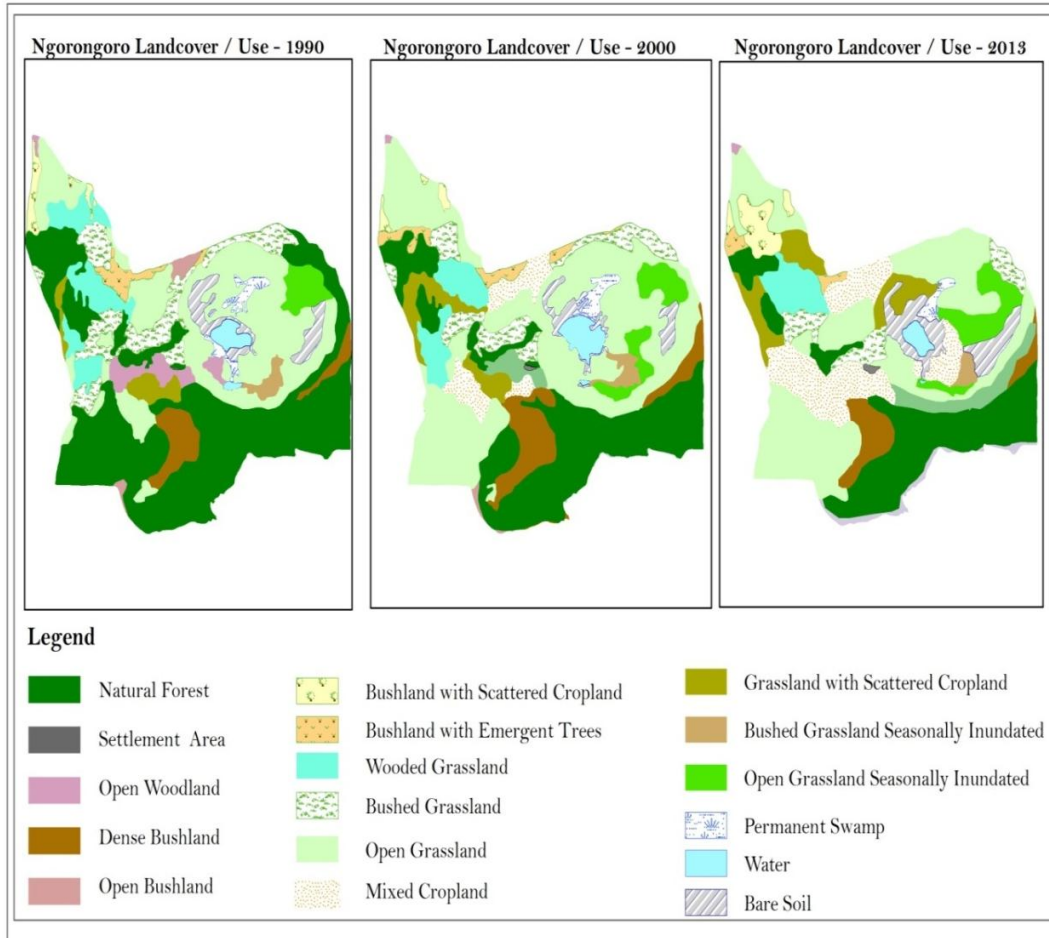 Ngorongoro Landcover / Use - 1990
Ngorongoro Landcover / Use - 2000
Ngorongoro Landcover / Use - 2013
Legend
Natural Forest
Settlement Area
Open Woodland
Dense Bushland
Open Bushland
Bushland with Scattered Cropland
Bushland with Emergent Trees
Wooded Grassland
Bushed Grassland
Open Grassland
Mixed Cropland
Grassland with Scattered Cropland
Bushed Grassland Seasonally Inundated
Open Grassland Seasonally Inundated
Permanent Swamp
Water
Bare Soil